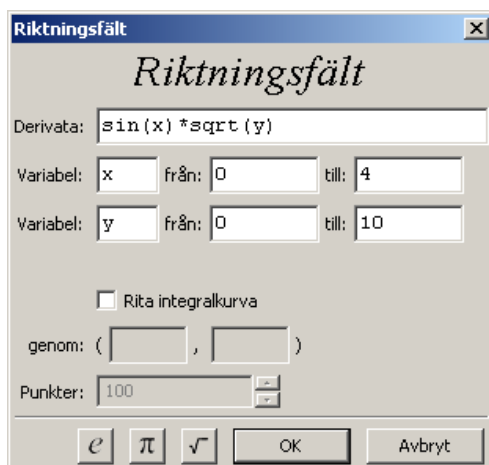 Riktningsfält
Riktningsfält
Derivata: sin(x)*sqrt(y)
Variabel: x från: 0 till: 4
Variabel: y från: 0 till: 10
Rita integralkurva
genom: ( , )
Punkter: 100
e π √ OK Avbryt